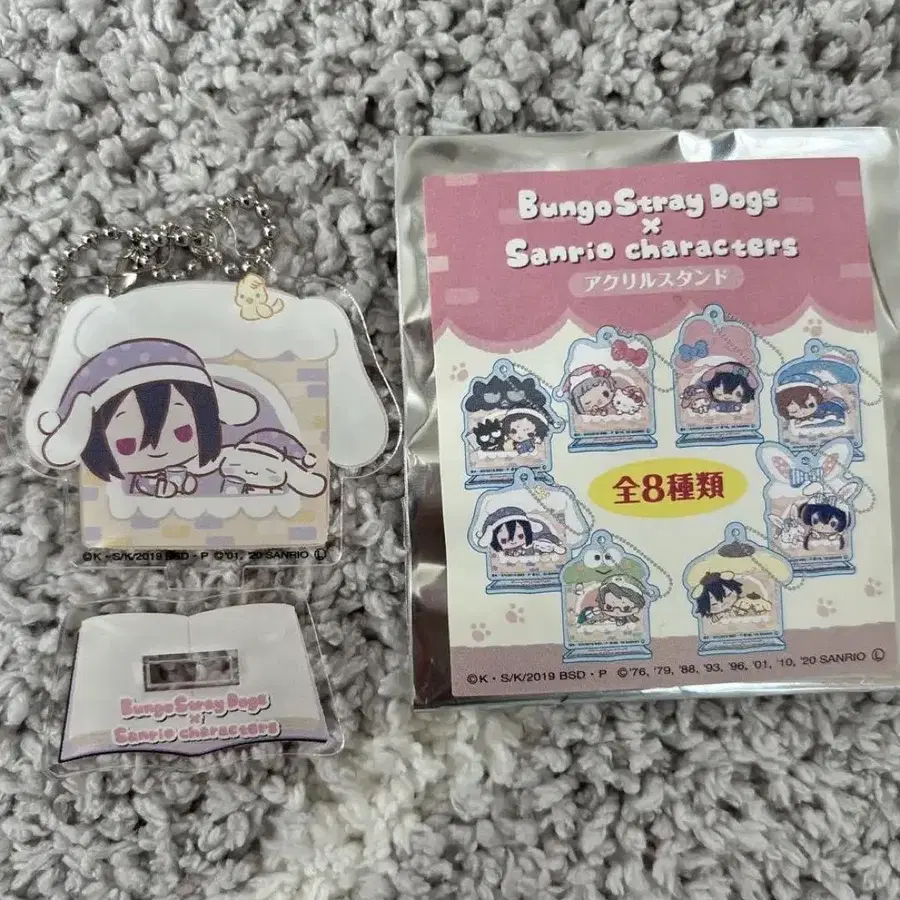 Bungo Stray Dogs
×
Sanrio characters
アクリルスタンド
全8種類
©K・S/K/2019 BSD・P ©'76, '79, '88, '93, '96, '01, '10, '20 SANRIO Ⓛ
©K・S/K/2019 BSD・P ©'01, '20 SANRIO Ⓛ
Bungo Stray Dogs
×
Sanrio characters